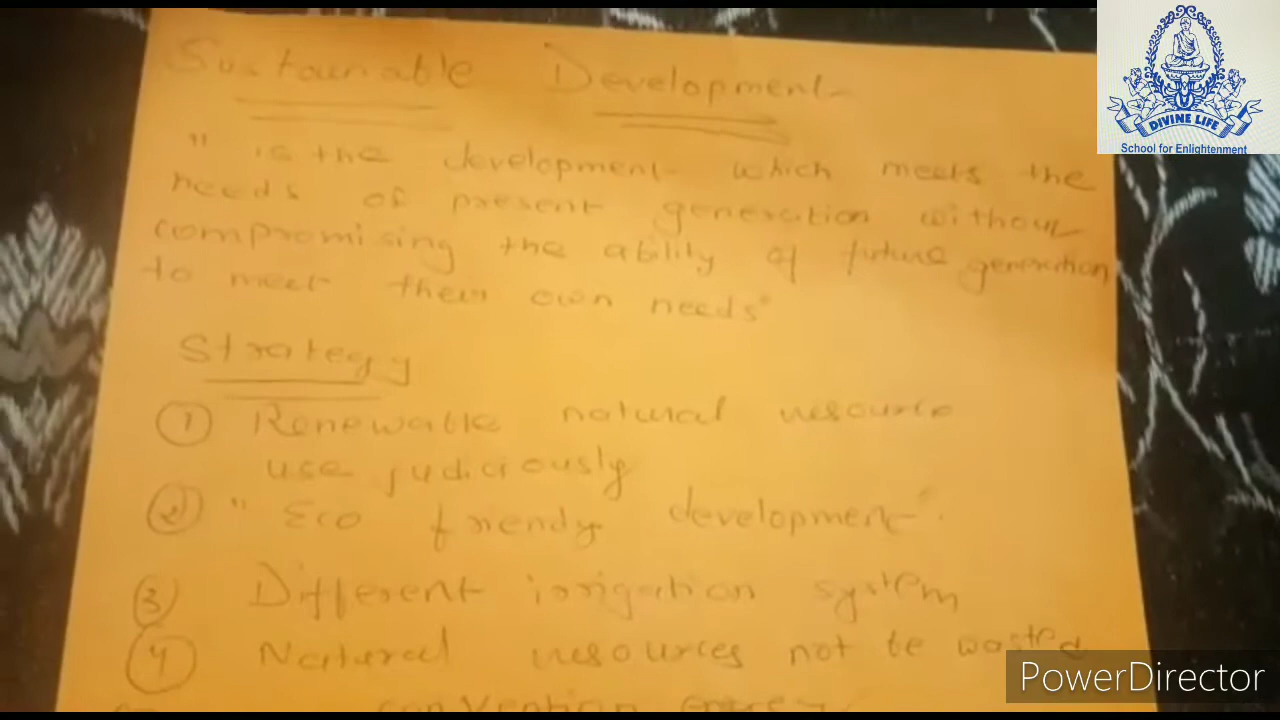 Sustainable Development
" is the development which meets the
needs of present generation without
compromising the ability of future generation
to meet their own needs"
Strategy
① Renewable natural resource
use judiciously
② "Eco friendy development".
③ Different irrigation system
④ Natural resources not be wasted
DIVINE LIFE
School for Enlightenment
PowerDirector